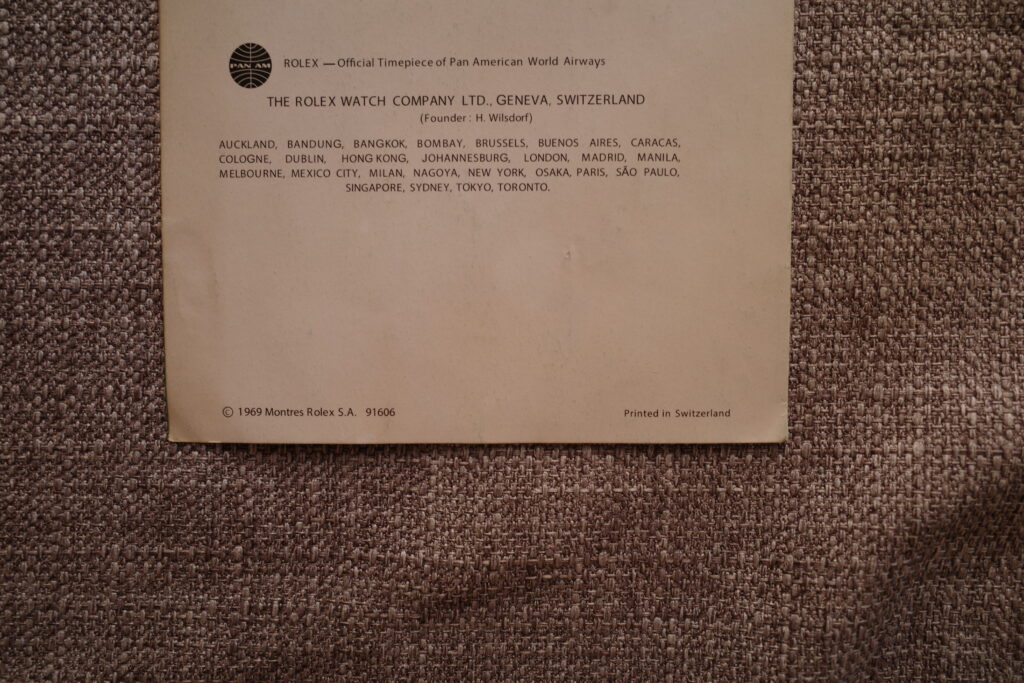 PAN AM
ROLEX — Official Timepiece of Pan American World Airways
THE ROLEX WATCH COMPANY LTD., GENEVA, SWITZERLAND
(Founder : H. Wilsdorf)
AUCKLAND, BANDUNG, BANGKOK, BOMBAY, BRUSSELS, BUENOS AIRES, CARACAS,
COLOGNE, DUBLIN, HONG KONG, JOHANNESBURG, LONDON, MADRID, MANILA,
MELBOURNE, MEXICO CITY, MILAN, NAGOYA, NEW YORK, OSAKA, PARIS, SÃO PAULO,
SINGAPORE, SYDNEY, TOKYO, TORONTO.
© 1969 Montres Rolex S.A. 91606
Printed in Switzerland